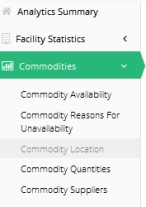 Analytics Summary
Facility Statistics
Commodities
Commodity Availability
Commodity Reasons For
Unavailability
Commodity Location
Commodity Quantities
Commodity Suppliers